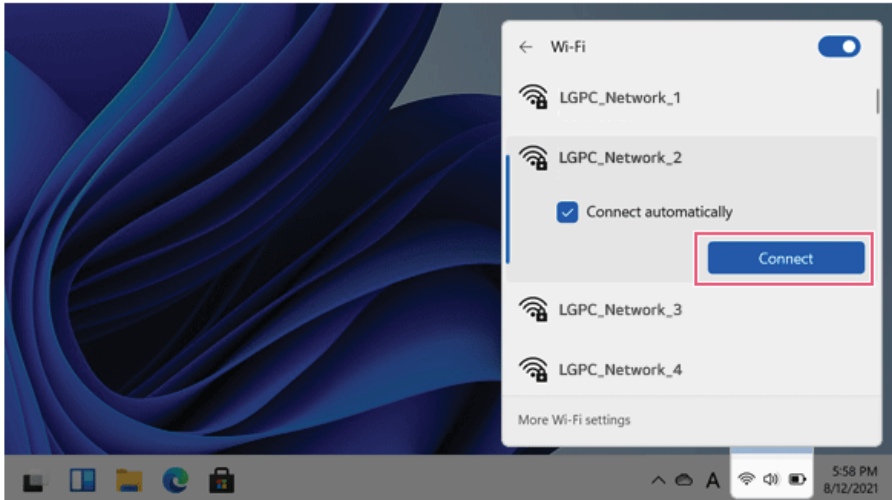 Wi-Fi
LGPC_Network_1
LGPC_Network_2
Connect automatically
Connect
LGPC_Network_3
LGPC_Network_4
More Wi-Fi settings
A
5:58 PM
8/12/2021